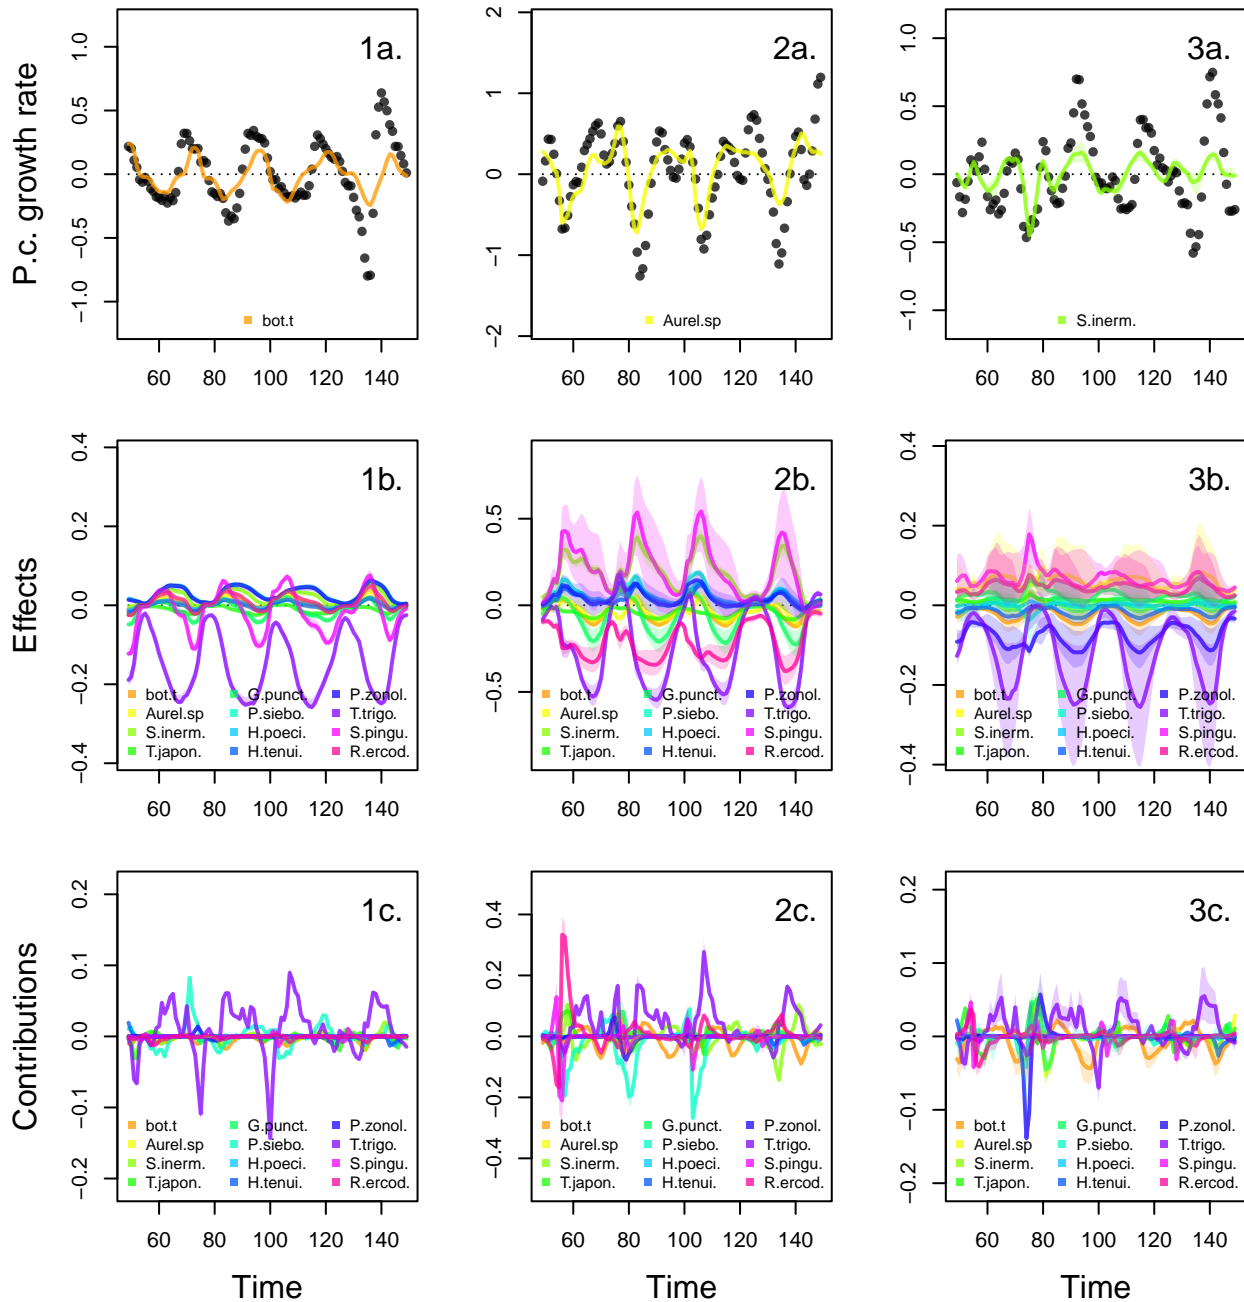 P.c. growth rate
1.0
0.5
0.0
−0.5
−1.0
1a.
bot.t
60 80 100 120 140
2
1
0
−1
−2
2a.
Aurel.sp
60 80 100 120 140
1.0
0.5
0.0
−0.5
−1.0
3a.
S.inerm.
60 80 100 120 140
Effects
0.4
0.2
0.0
−0.2
−0.4
1b.
bot.t G.punct. P.zonol.
Aurel.sp P.siebo. T.trigo.
S.inerm. H.poeci. S.pingu.
T.japon. H.tenui. R.ercod.
60 80 100 120 140
0.5
0.0
−0.5
2b.
bot.t G.punct. P.zonol.
Aurel.sp P.siebo. T.trigo.
S.inerm. H.poeci. S.pingu.
T.japon. H.tenui. R.ercod.
60 80 100 120 140
0.4
0.2
0.0
−0.2
−0.4
3b.
bot.t G.punct. P.zonol.
Aurel.sp P.siebo. T.trigo.
S.inerm. H.poeci. S.pingu.
T.japon. H.tenui. R.ercod.
60 80 100 120 140
Contributions
0.2
0.1
0.0
−0.1
−0.2
1c.
bot.t G.punct. P.zonol.
Aurel.sp P.siebo. T.trigo.
S.inerm. H.poeci. S.pingu.
T.japon. H.tenui. R.ercod.
60 80 100 120 140
Time
0.4
0.2
0.0
−0.2
−0.4
2c.
bot.t G.punct. P.zonol.
Aurel.sp P.siebo. T.trigo.
S.inerm. H.poeci. S.pingu.
T.japon. H.tenui. R.ercod.
60 80 100 120 140
Time
0.2
0.1
0.0
−0.1
−0.2
3c.
bot.t G.punct. P.zonol.
Aurel.sp P.siebo. T.trigo.
S.inerm. H.poeci. S.pingu.
T.japon. H.tenui. R.ercod.
60 80 100 120 140
Time